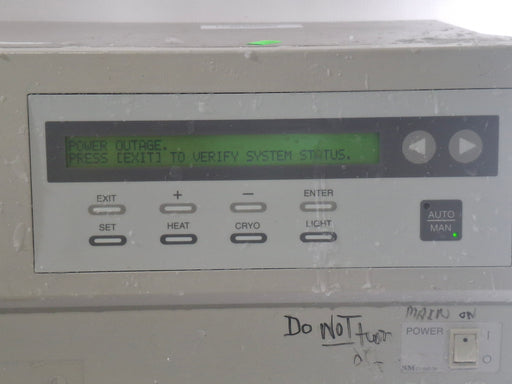 POWER OUTAGE.
PRESS [EXIT] TO VERIFY SYSTEM STATUS.
EXIT + − ENTER
SET HEAT CRYO LIGHT
AUTO
MAN
MAIN ON
DO NOT turn
POWER I
O